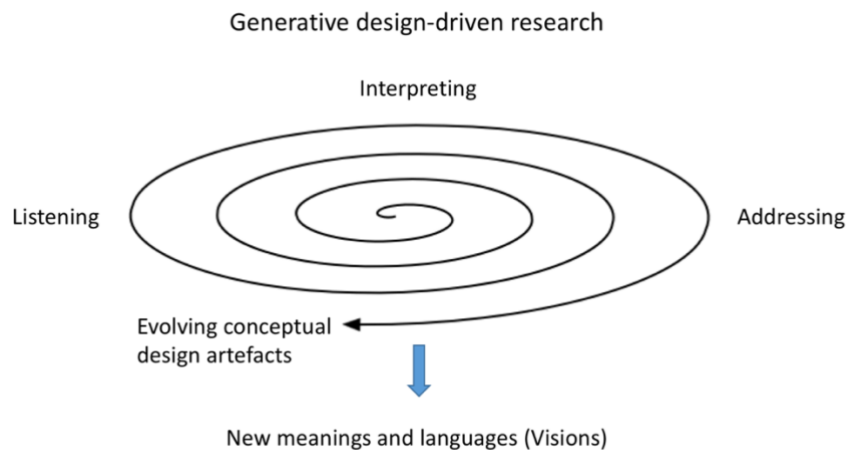 Generative design-driven research
Interpreting
Listening
Addressing
Evolving conceptual
design artefacts
New meanings and languages (Visions)